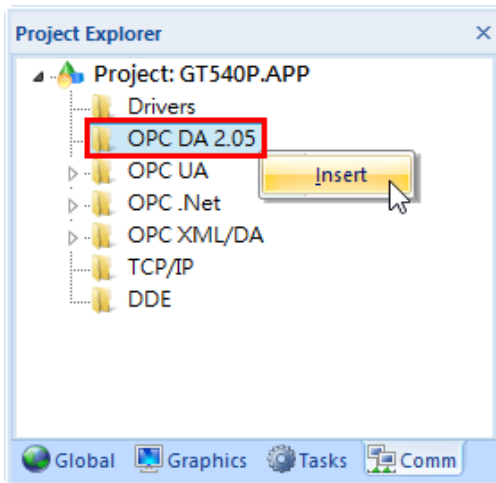 Project Explorer
Project: GT540P.APP
Drivers
OPC DA 2.05
OPC UA
Insert
OPC .Net
OPC XML/DA
TCP/IP
DDE
Global Graphics Tasks Comm